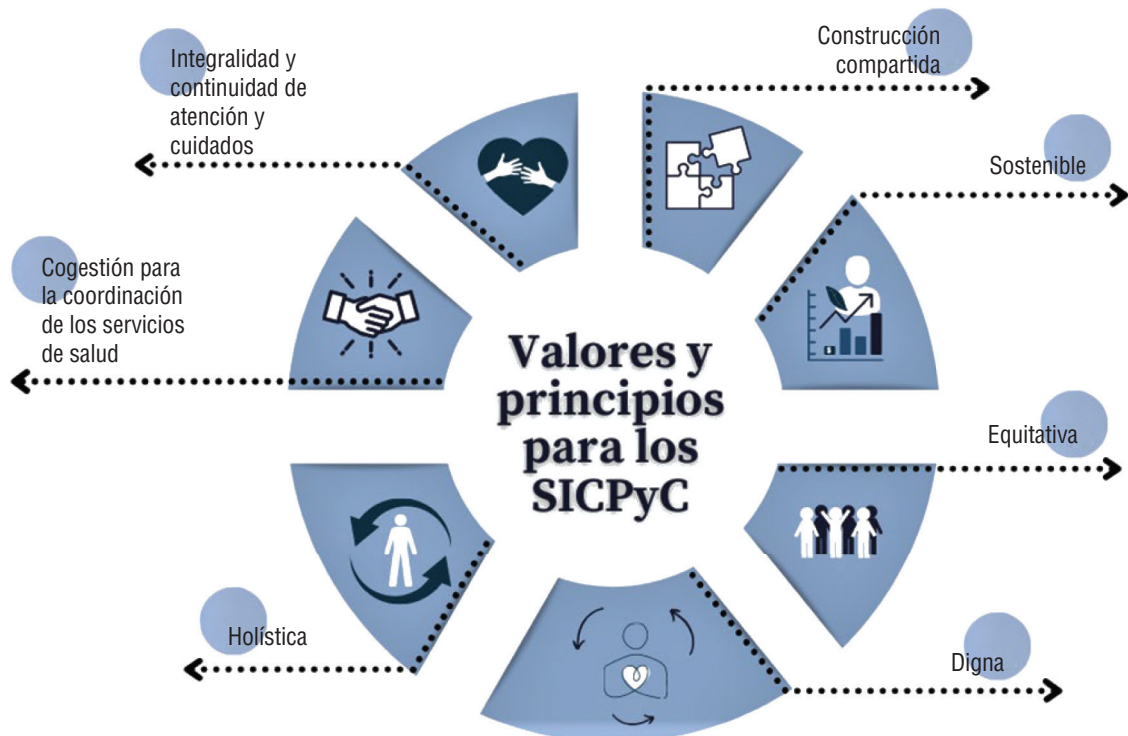 Integralidad y
continuidad de
atención y
cuidados
Construcción
compartida
Sostenible
Cogestión para
la coordinación
de los servicios
de salud
Valores y
principios
para los
SICPyC
Equitativa
Holística
Digna